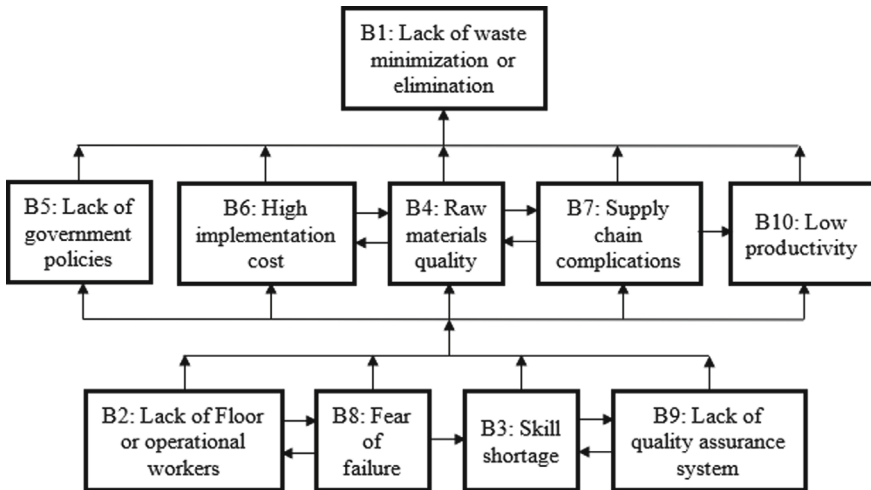 B1: Lack of waste
minimization or
elimination
B5: Lack of
government
policies
B6: High
implementation
cost
B4: Raw
materials
quality
B7: Supply
chain
complications
B10: Low
productivity
B2: Lack of Floor
or operational
workers
B8: Fear
of
failure
B3: Skill
shortage
B9: Lack of
quality assurance
system